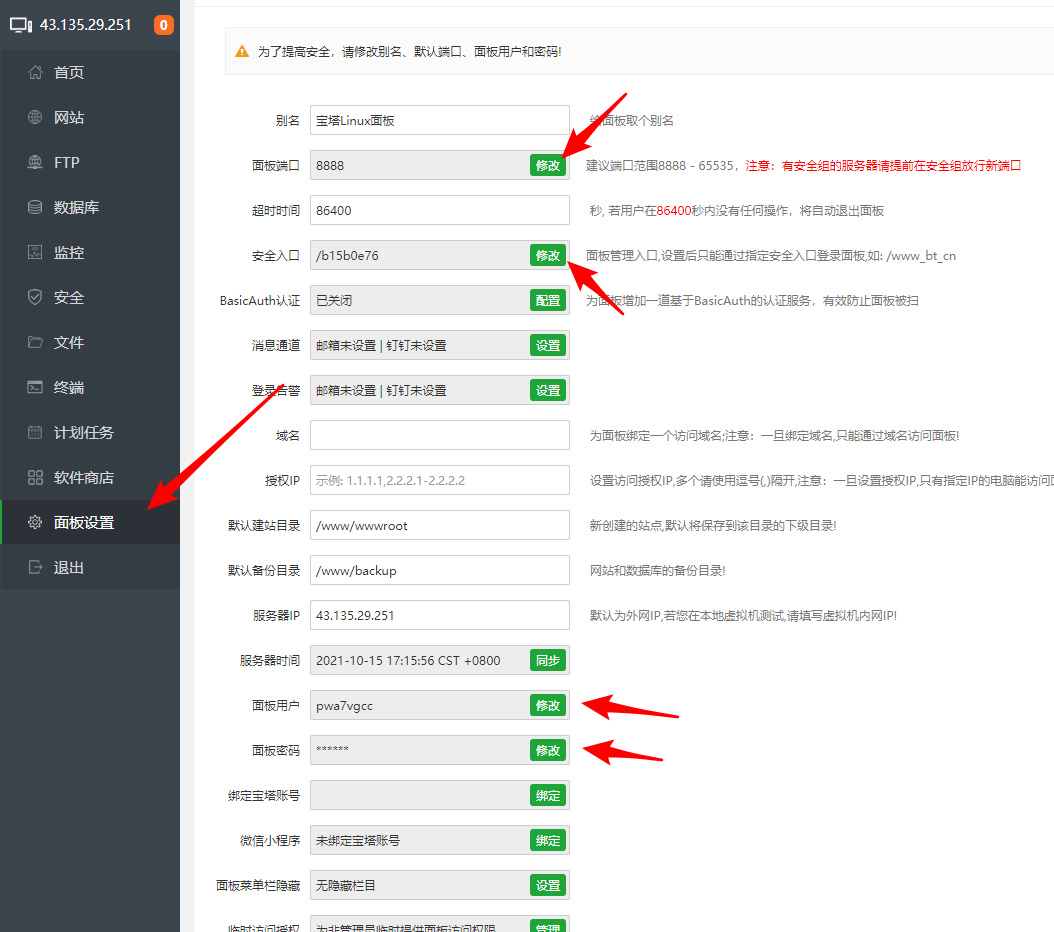 43.135.29.251 0
首页
网站
FTP
数据库
监控
安全
文件
终端
计划任务
软件商店
面板设置
退出
为了提高安全，请修改别名、默认端口、面板用户和密码!
别名 宝塔Linux面板 给面板取个别名
面板端口 8888 修改 建议端口范围8888 - 65535，注意：有安全组的服务器请提前在安全组放行新端口
超时时间 86400 秒, 若用户在86400秒内没有任何操作，将自动退出面板
安全入口 /b15b0e76 修改 面板管理入口,设置后只能通过指定安全入口登录面板,如: /www_bt_cn
BasicAuth认证 已关闭 配置 为面板增加一道基于BasicAuth的认证服务，有效防止面板被扫
消息通道 邮箱未设置 | 钉钉未设置 设置
登录告警 邮箱未设置 | 钉钉未设置 设置
域名 为面板绑定一个访问域名;注意：一旦绑定域名,只能通过域名访问面板!
授权IP 示例: 1.1.1.1,2.2.2.1-2.2.2.2 设置访问授权IP,多个请使用逗号(,)隔开,注意：一旦设置授权IP,只有指定IP的电脑能访问
默认建站目录 /www/wwwroot 新创建的站点,默认将保存到该目录的下级目录!
默认备份目录 /www/backup 网站和数据库的备份目录!
服务器IP 43.135.29.251 默认为外网IP,若您在本地虚拟机测试,请填写虚拟机内网IP!
服务器时间 2021-10-15 17:15:56 CST +0800 同步
面板用户 pwa7vgcc 修改
面板密码 ****** 修改
绑定宝塔账号 绑定
微信小程序 未绑定宝塔账号 绑定
面板菜单栏隐藏 无隐藏栏目 设置
临时访问授权 为非管理员临时提供面板访问权限 管理